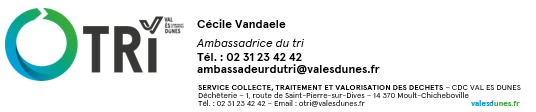 TRi
VAL
ES
DUNES
Cécile Vandaele
Ambassadrice du tri
Tél. : 02 31 23 42 42
ambassadeurdutri@valesdunes.fr
SERVICE COLLECTE, TRAITEMENT ET VALORISATION DES DECHETS – CDC VAL ES DUNES
Déchèterie – 1, route de Saint-Pierre-sur-Dives – 14 370 Moult-Chicheboville
Tél. : 02 31 23 42 42 – Email : otri@valesdunes.fr
valesdunes.fr